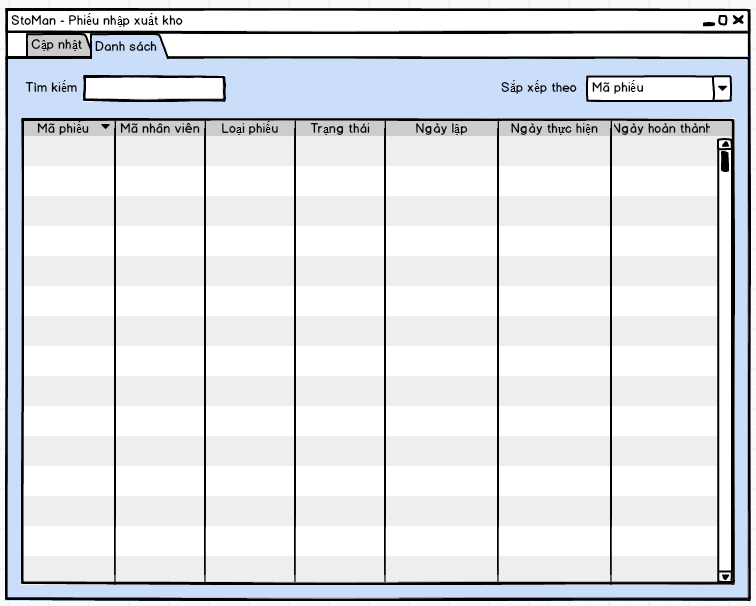 StoMan - Phiếu nhập xuất kho
Cập nhật Danh sách
Tìm kiếm Sắp xếp theo Mã phiếu
Mã phiếu Mã nhân viên Loại phiếu Trạng thái Ngày lập Ngày thực hiện Ngày hoàn thành